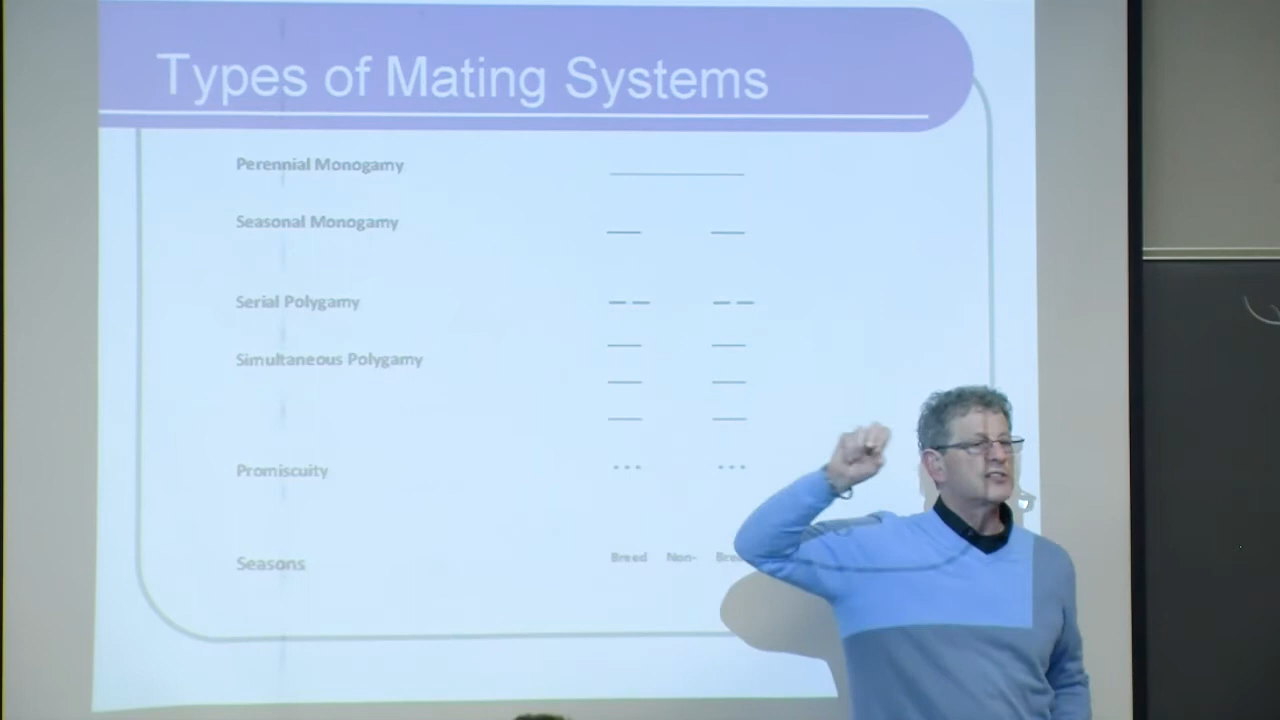 Types of Mating Systems
Perennial Monogamy
Seasonal Monogamy
Serial Polygamy
Simultaneous Polygamy
Promiscuity
Seasons Breed Non-